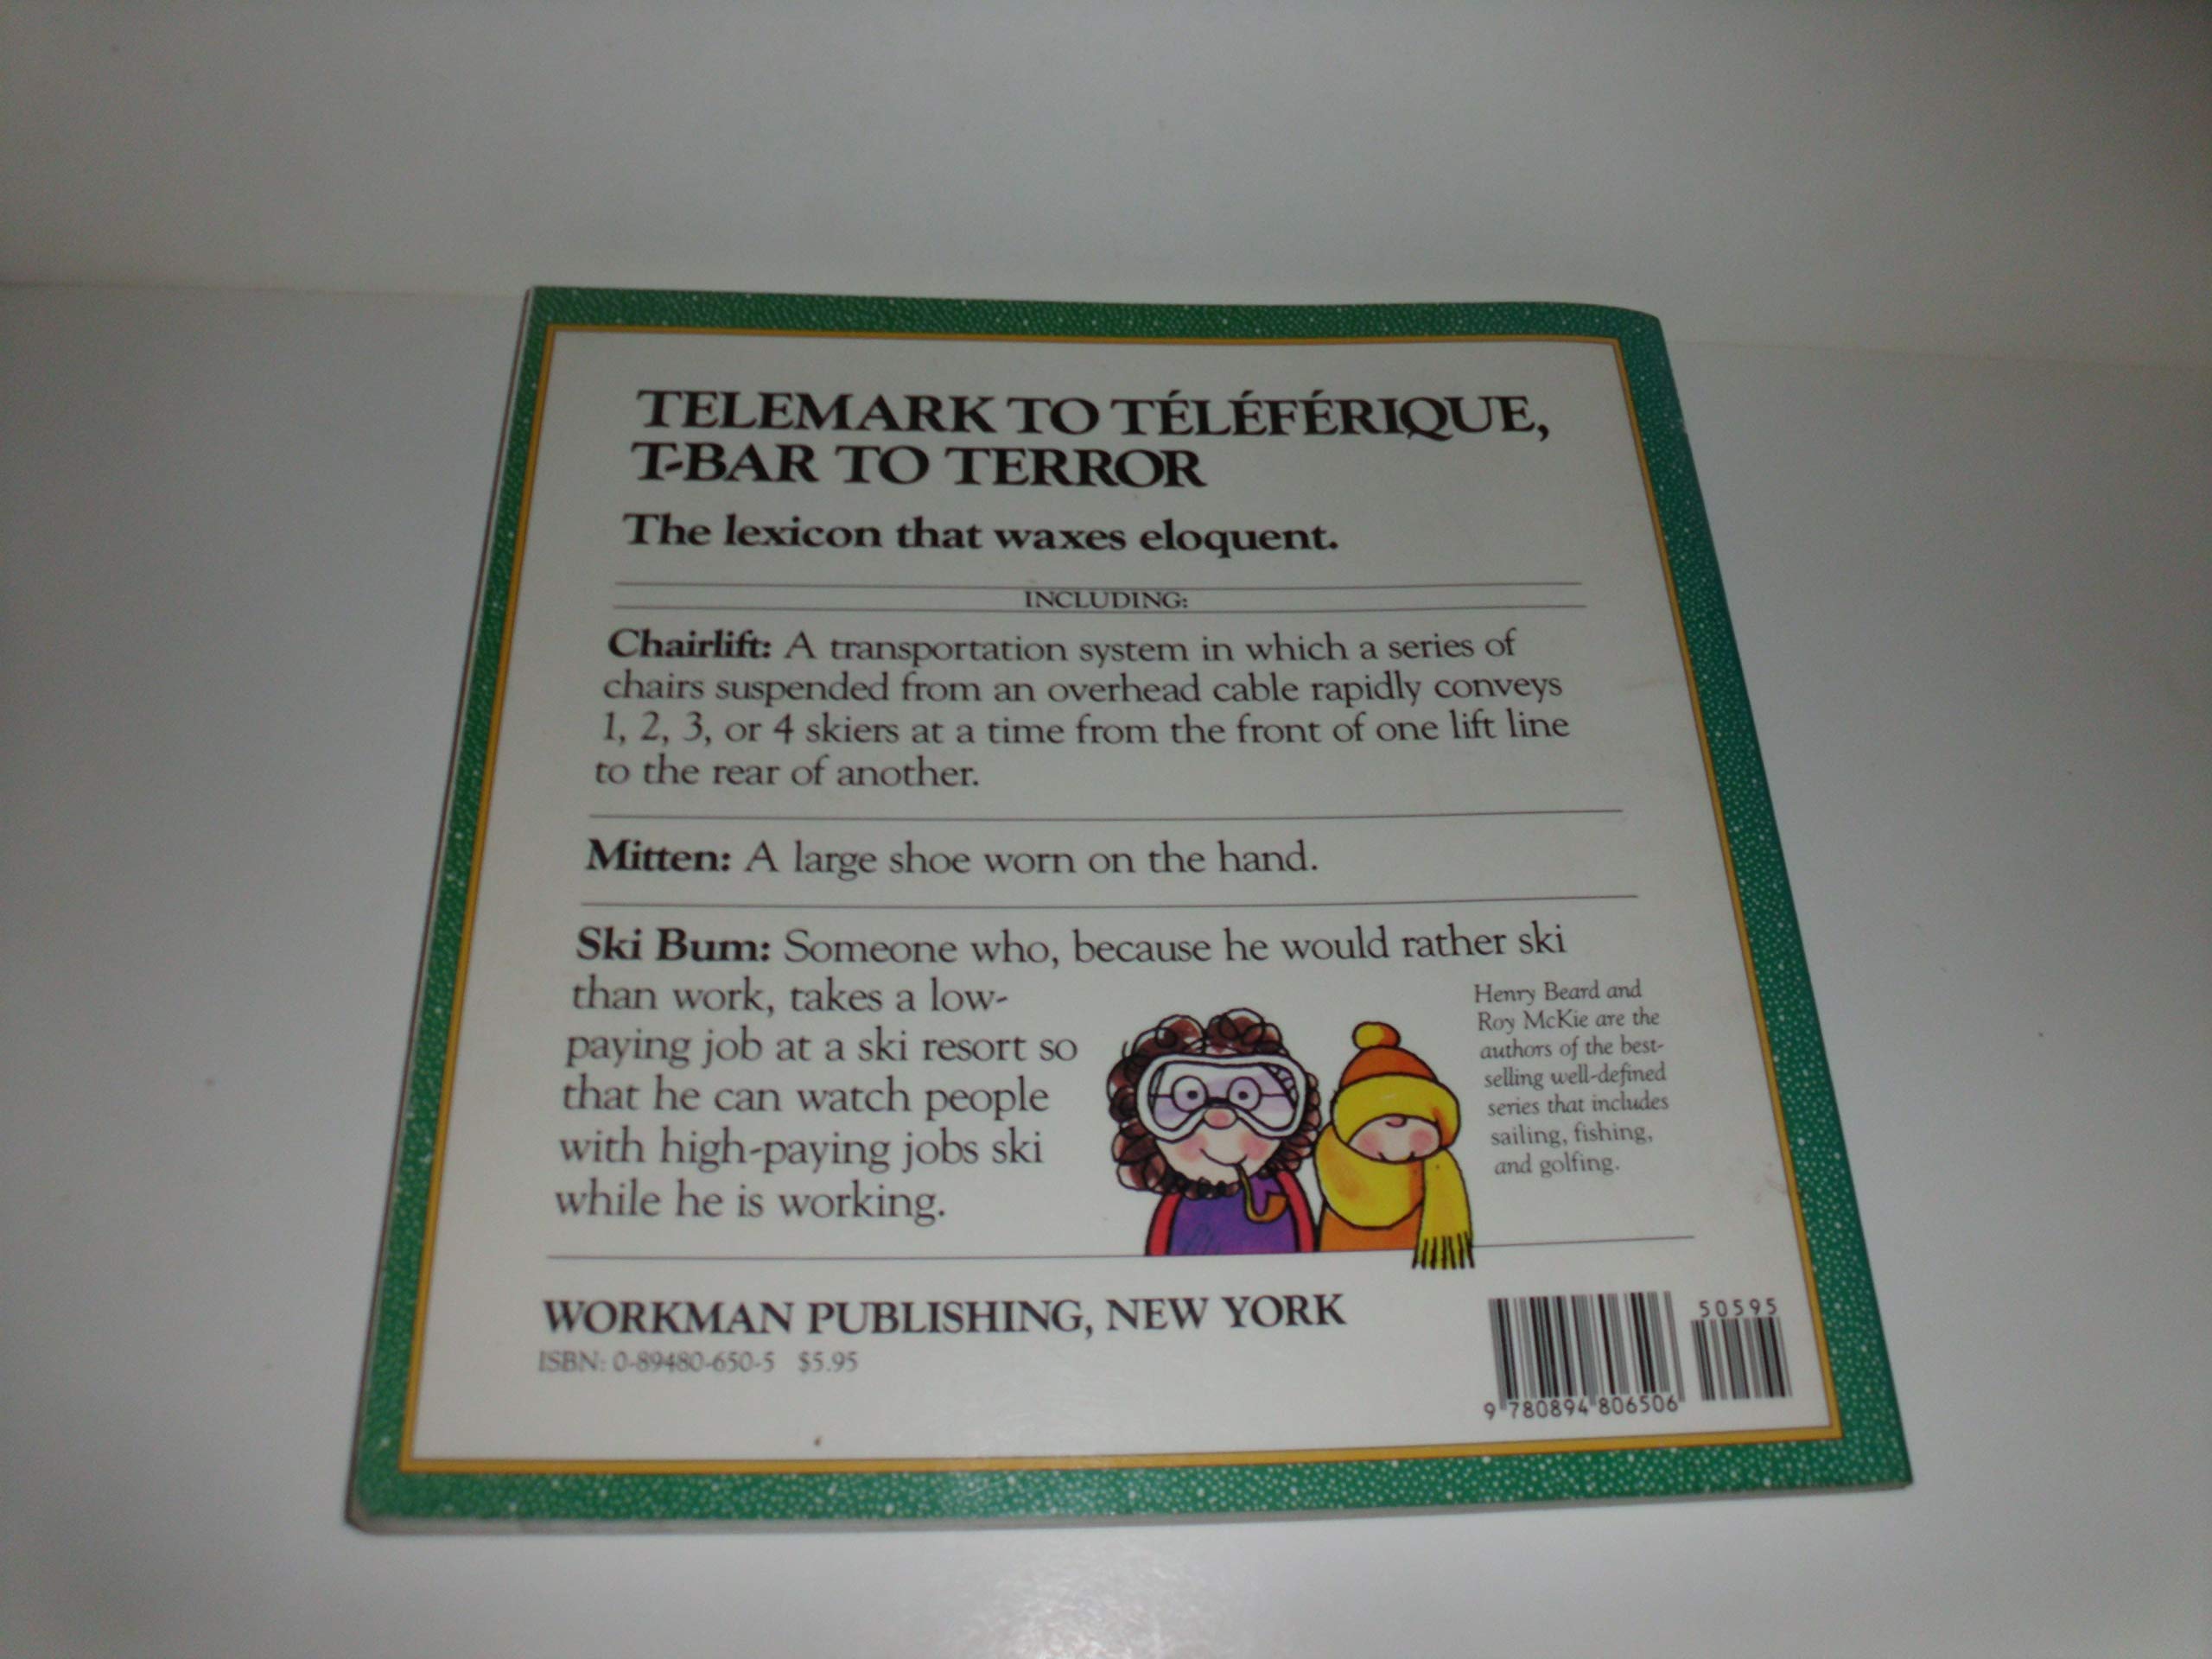 TELEMARK TO TÉLÉFÉRIQUE,
T-BAR TO TERROR
The lexicon that waxes eloquent.
INCLUDING:
Chairlift: A transportation system in which a series of
chairs suspended from an overhead cable rapidly conveys
1, 2, 3, or 4 skiers at a time from the front of one lift line
to the rear of another.
Mitten: A large shoe worn on the hand.
Ski Bum: Someone who, because he would rather ski
than work, takes a low-
paying job at a ski resort so
that he can watch people
with high-paying jobs ski
while he is working.
Henry Beard and
Roy McKie are the
authors of the best-
selling well-defined
series that includes
sailing, fishing,
and golfing.
WORKMAN PUBLISHING, NEW YORK
ISBN: 0-89480-650-5 $5.95
50595
9 780894 806506